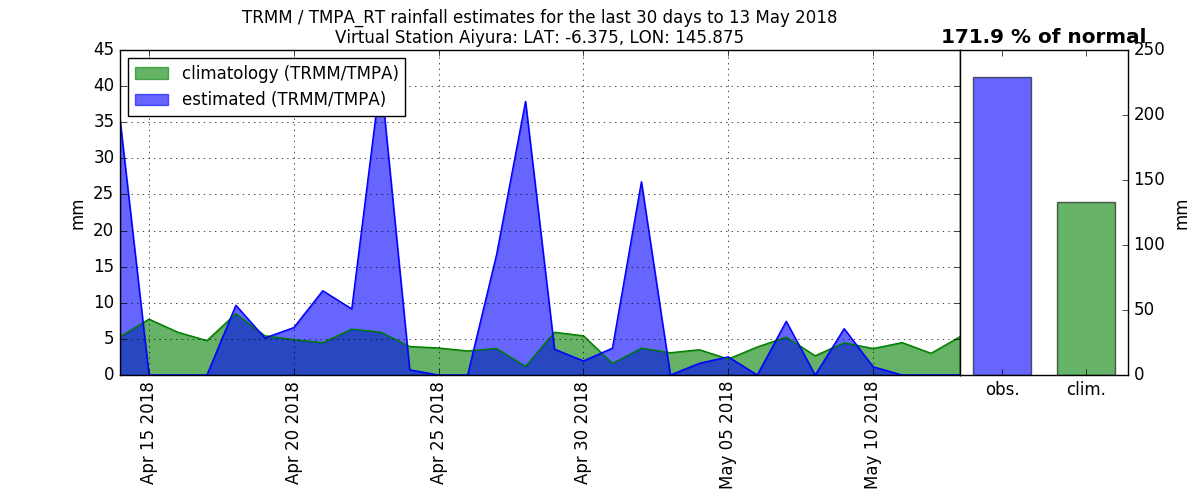 TRMM / TMPA_RT rainfall estimates for the last 30 days to 13 May 2018
Virtual Station Aiyura: LAT: -6.375, LON: 145.875
171.9 % of normal
climatology (TRMM/TMPA)
estimated (TRMM/TMPA)
45
40
35
30
25
20
15
10
5
0
mm
Apr 15 2018
Apr 20 2018
Apr 25 2018
Apr 30 2018
May 05 2018
May 10 2018
250
200
150
100
50
0
mm
obs.
clim.